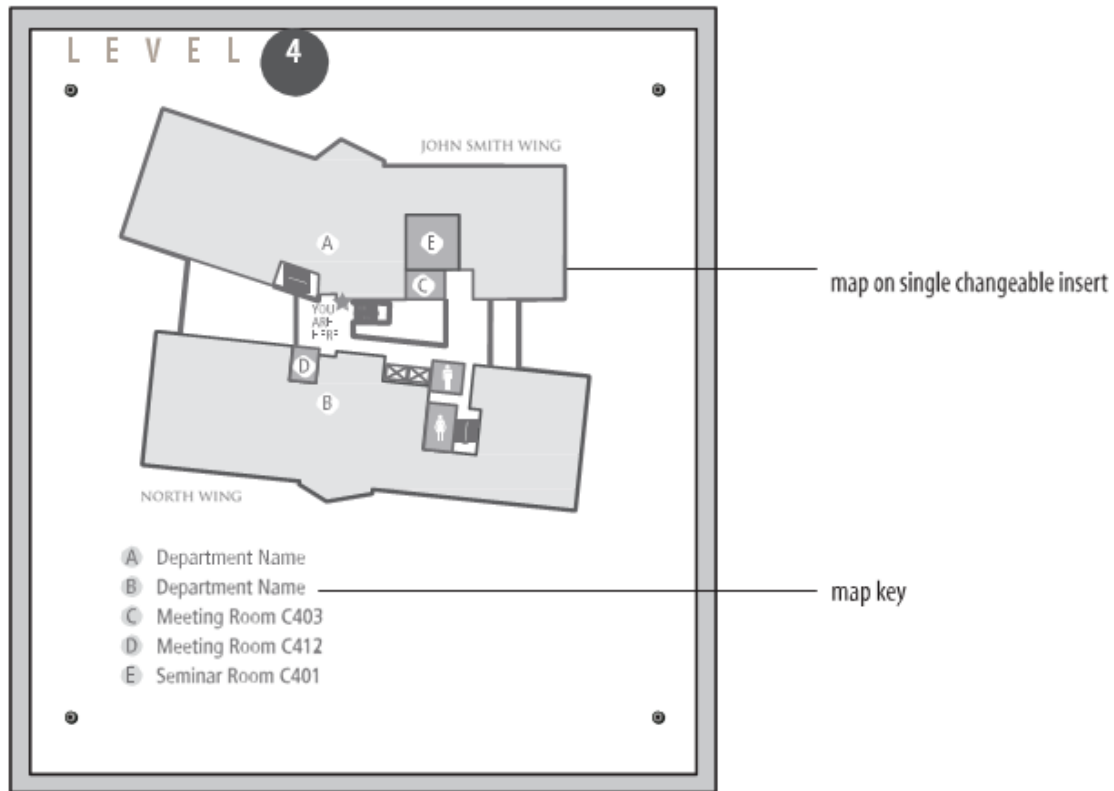 LEVEL 4
JOHN SMITH WING
A
E
C
YOU
ARE
HERE
D
B
NORTH WING
map on single changeable insert
A Department Name
B Department Name
C Meeting Room C403
D Meeting Room C412
E Seminar Room C401
map key